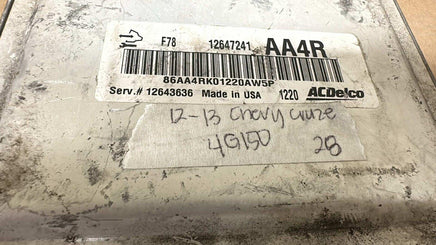 F78 12647241 AA4R
86AA4RK01220AW5P
Serv.# 12643636 Made in USA 1220 ACDelco
12-13 chevy cruze
4G150 28